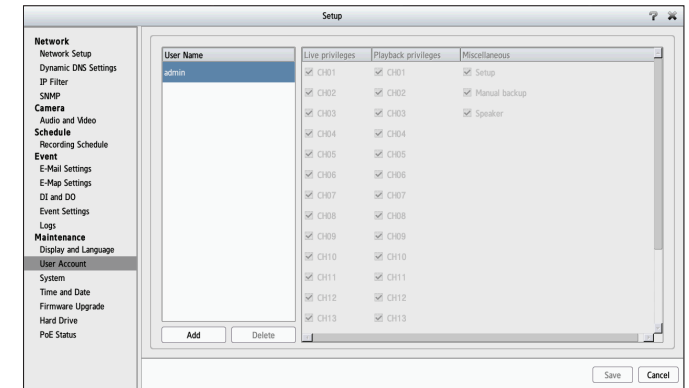 Setup
Network
Network Setup
Dynamic DNS Settings
IP Filter
SNMP
Camera
Audio and Video
Schedule
Recording Schedule
Event
E-Mail Settings
E-Map Settings
DI and DO
Event Settings
Logs
Maintenance
Display and Language
User Account
System
Time and Date
Firmware Upgrade
Hard Drive
PoE Status
User Name
admin
Add Delete
Live privileges Playback privileges Miscellaneous
CH01 CH01 Setup
CH02 CH02 Manual backup
CH03 CH03 Speaker
CH04 CH04
CH05 CH05
CH06 CH06
CH07 CH07
CH08 CH08
CH09 CH09
CH10 CH10
CH11 CH11
CH12 CH12
CH13 CH13
Save Cancel